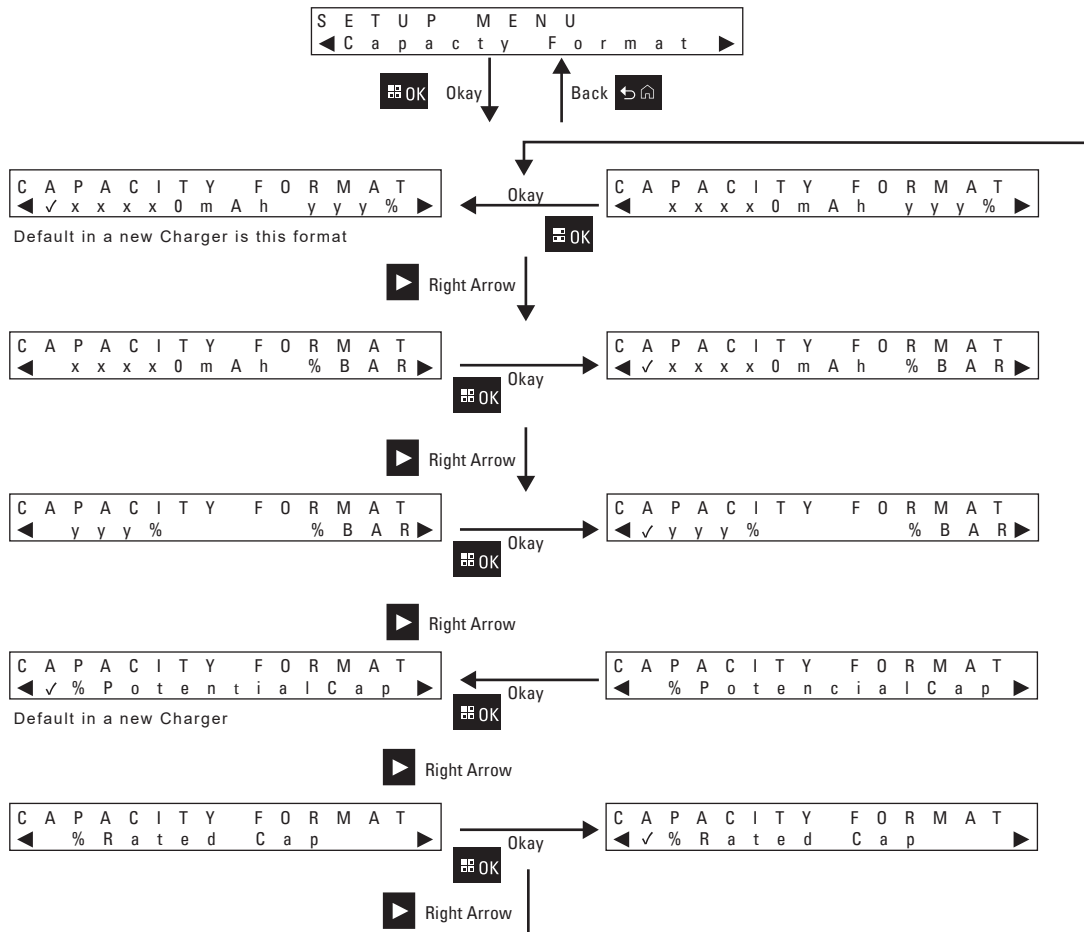 SETUP MENU
◀Capacty Format ▶
OK Okay
Back
CAPACITY FORMAT
◀✓xxxx0mAh yyy%▶
Default in a new Charger is this format
Okay
OK
CAPACITY FORMAT
◀ xxxx0mAh yyy%▶
Right Arrow
CAPACITY FORMAT
◀ xxxx0mAh %BAR▶
Okay
OK
CAPACITY FORMAT
◀✓xxxx0mAh %BAR▶
Right Arrow
CAPACITY FORMAT
◀ yyy% %BAR▶
Okay
OK
CAPACITY FORMAT
◀✓yyy% %BAR▶
Right Arrow
CAPACITY FORMAT
◀✓%PotentialCap ▶
Default in a new Charger
Okay
OK
CAPACITY FORMAT
◀ %PotencialCap ▶
Right Arrow
CAPACITY FORMAT
◀ %Rated Cap ▶
Okay
OK
CAPACITY FORMAT
◀✓%Rated Cap ▶
Right Arrow